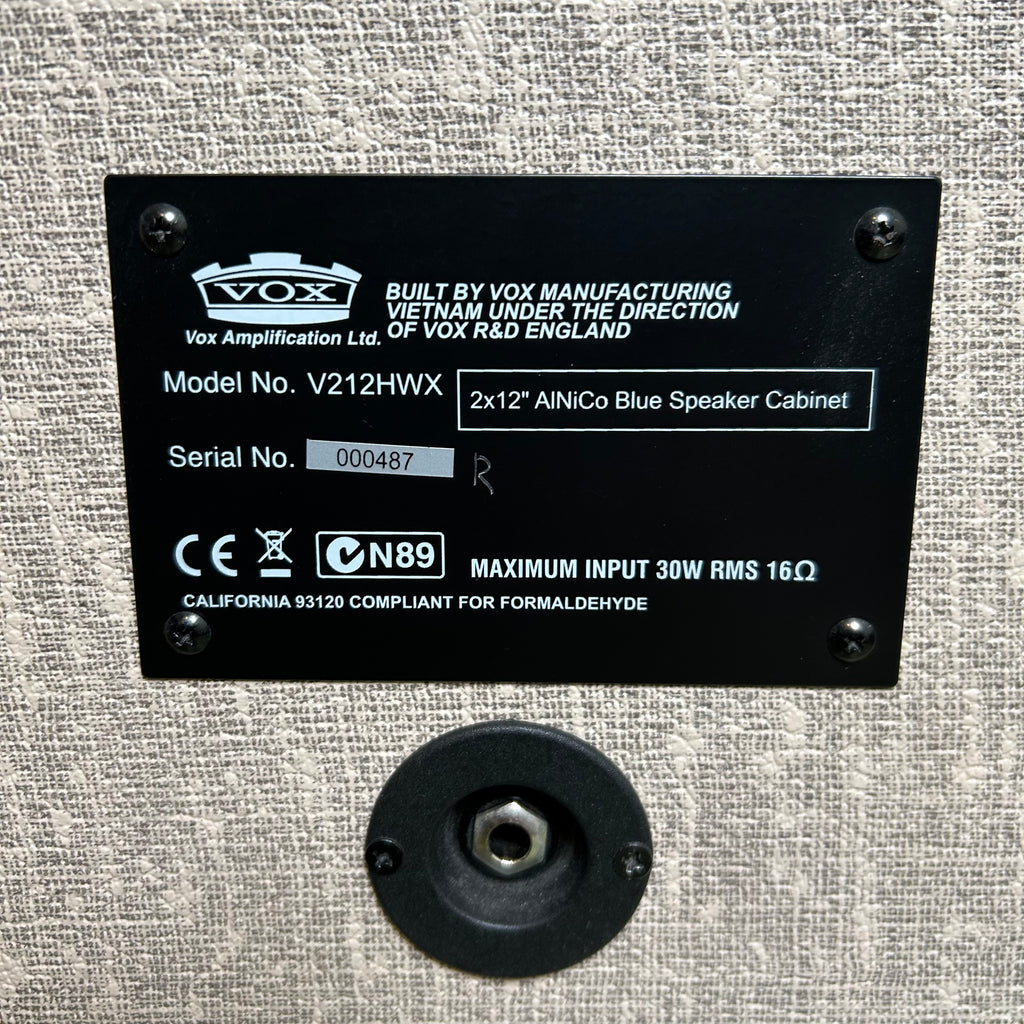 VOX
Vox Amplification Ltd.
BUILT BY VOX MANUFACTURING
VIETNAM UNDER THE DIRECTION
OF VOX R&D ENGLAND
Model No. V212HWX
2x12" AlNiCo Blue Speaker Cabinet
Serial No. 000487 R
CE N89 MAXIMUM INPUT 30W RMS 16Ω
CALIFORNIA 93120 COMPLIANT FOR FORMALDEHYDE